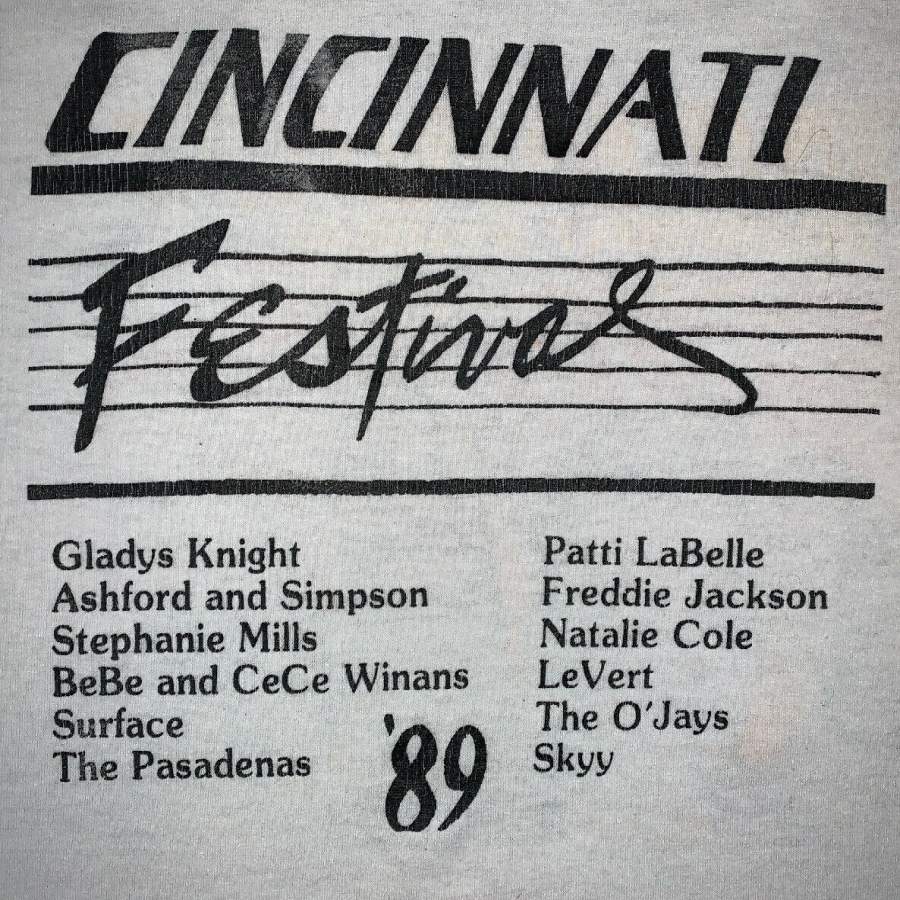 CINCINNATI
Festival
Gladys Knight
Ashford and Simpson
Stephanie Mills
BeBe and CeCe Winans
Surface
The Pasadenas
Patti LaBelle
Freddie Jackson
Natalie Cole
LeVert
The O'Jays
Skyy
'89